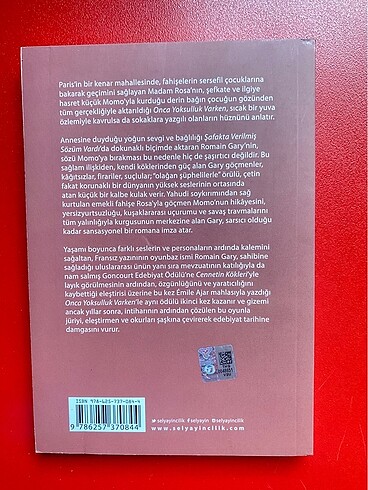 Paris'in bir kenar mahallesinde, fahişelerin sersefil çocuklarına
bakarak geçimini sağlayan Madam Rosa'nın, şefkate ve ilgiye
hasret küçük Momo'yla kurduğu derin bağın çocuğun gözünden
tüm gerçekliğiyle aktarıldığı Onca Yoksulluk Varken, sıcak bir yuva
özlemiyle kavrulsa da sokaklara yazgılı olanların hüznünü anlatır.
Annesine duyduğu yoğun sevgi ve bağlılığı Şafakta Verilmiş
Sözüm Vardı'da dokunaklı biçimde aktaran Romain Gary'nin,
sözü Momo'ya bırakması bu nedenle hiç de şaşırtıcı değildir. Bu
sağlam ilişkiden, kendi köklerinden güç alan Gary göçmenler,
kâğıtsızlar, firariler, suçlular; "olağan şüphelilerle" örülü, çetin
fakat korunaklı bir dünyanın yüksek seslerinin ortasında
atan küçük bir kalbe kulak verir. Yahudi soykırımından sağ
kurtulan emekli fahişe Rosa'yla göçmen Momo'nun hikâyesini,
yersizyurtsuzluğu, kuşaklararası uçurumu ve savaş travmalarını
tüm yalınlığıyla kurgusunun merkezine alan Gary, sarsıcı olduğu
kadar sansasyonel bir romana imza atar.
Yaşamı boyunca farklı seslerin ve personaların ardında kalemini
sağaltan, Fransız yazınının oyunbaz ismi Romain Gary, sahibine
sağladığı uluslararası ünün yanı sıra mevzuatının katılığıyla da
nam salmış Goncourt Edebiyat Ödülü'ne Cennetin Kökleri'yle
layık görülmesinin ardından, özgünlüğünü ve yaratıcılığını
kaybettiği eleştirisi üzerine bu kez Émile Ajar mahlasıyla yazdığı
Onca Yoksulluk Varken'le aynı ödülü ikinci kez kazanır ve gizemi
ancak yıllar sonra, intiharının ardından çözülen bu oyunla
jüriyi, eleştirmen ve okurları şaşkına çevirerek edebiyat tarihine
damgasını vurur.
ISBN 978-625-737-084-4
9 786257 370844
selyayincilik selyayin selyayincilik
www.selyayincilik.com